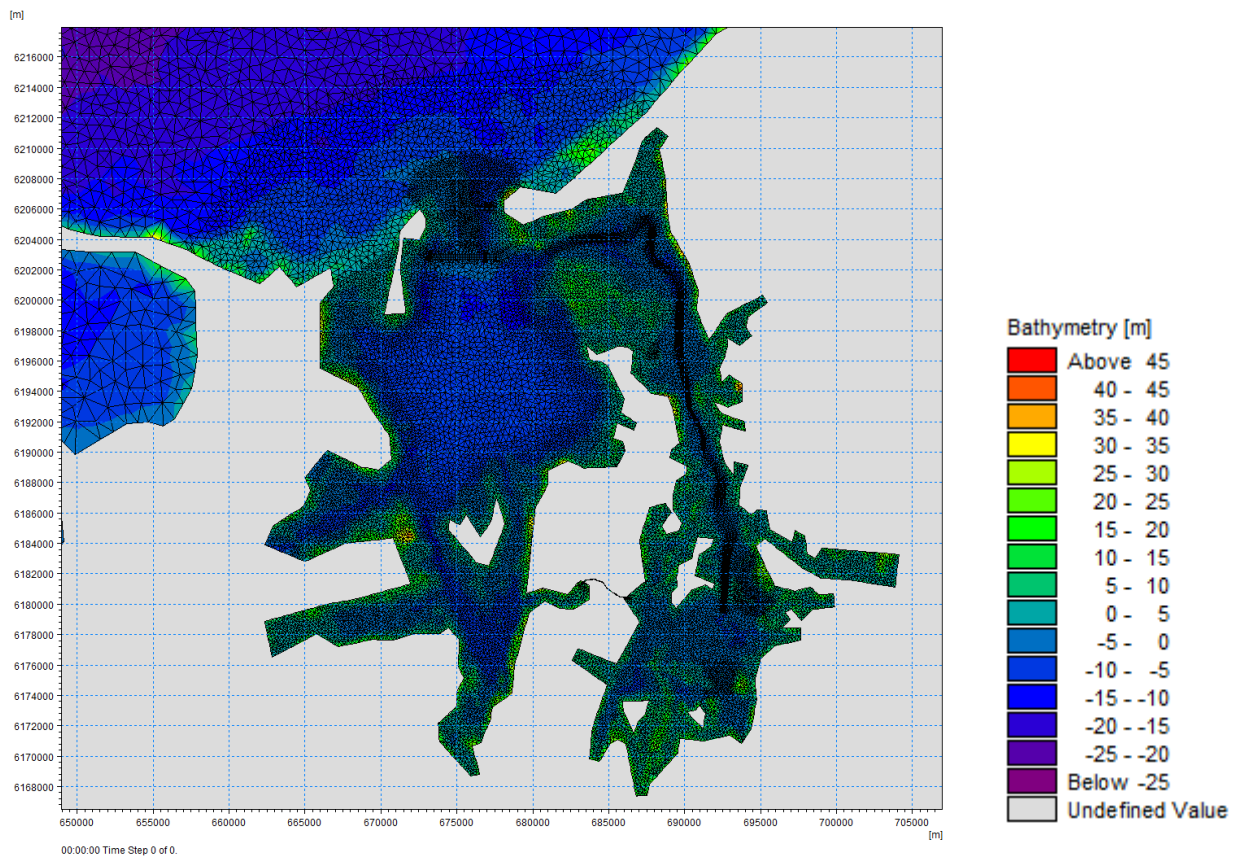 [m]
6216000
6214000
6212000
6210000
6208000
6206000
6204000
6202000
6200000
6198000
6196000
6194000
6192000
6190000
6188000
6186000
6184000
6182000
6180000
6178000
6176000
6174000
6172000
6170000
6168000
650000 655000 660000 665000 670000 675000 680000 685000 690000 695000 700000 705000
[m]
00:00:00 Time Step 0 of 0.
Bathymetry [m]
Above 45
40 - 45
35 - 40
30 - 35
25 - 30
20 - 25
15 - 20
10 - 15
5 - 10
0 - 5
-5 - 0
-10 - -5
-15 - -10
-20 - -15
-25 - -20
Below -25
Undefined Value